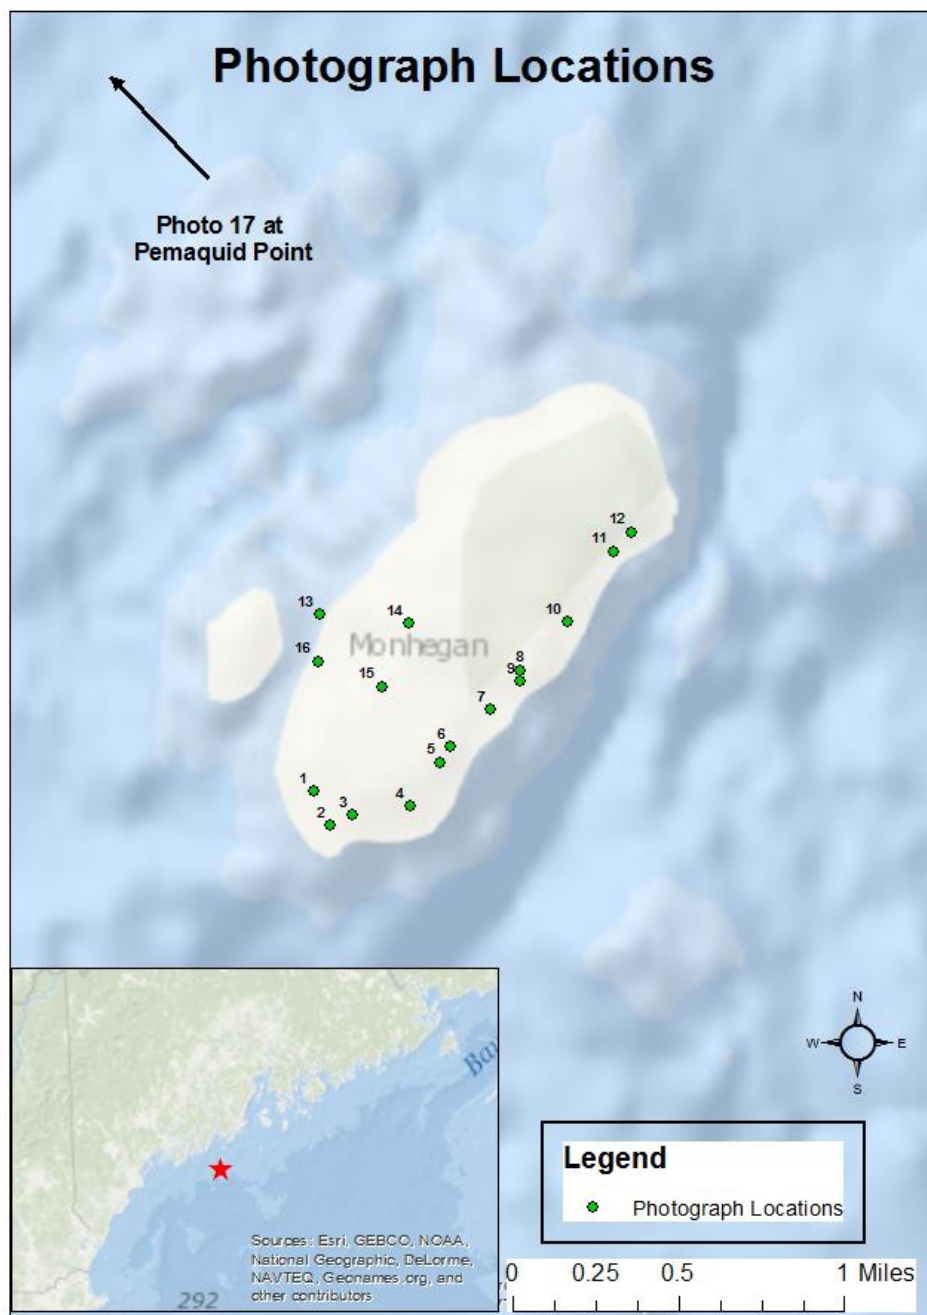 Photograph Locations
Photo 17 at
Pemaquid Point
12
11
13
14
10
Monhegan
16
8
9
15
7
6
5
1
4
3
2
N
W
E
S
Legend
Photograph Locations
Sources: Esri, GEBCO, NOAA,
National Geographic, DeLorme,
NAVTEQ, Geonames.org, and
other contributors
292
0 0.25 0.5 1 Miles